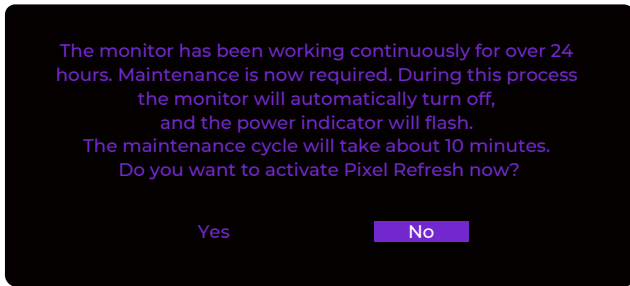 The monitor has been working continuously for over 24
hours. Maintenance is now required. During this process
the monitor will automatically turn off,
and the power indicator will flash.
The maintenance cycle will take about 10 minutes.
Do you want to activate Pixel Refresh now?
Yes No